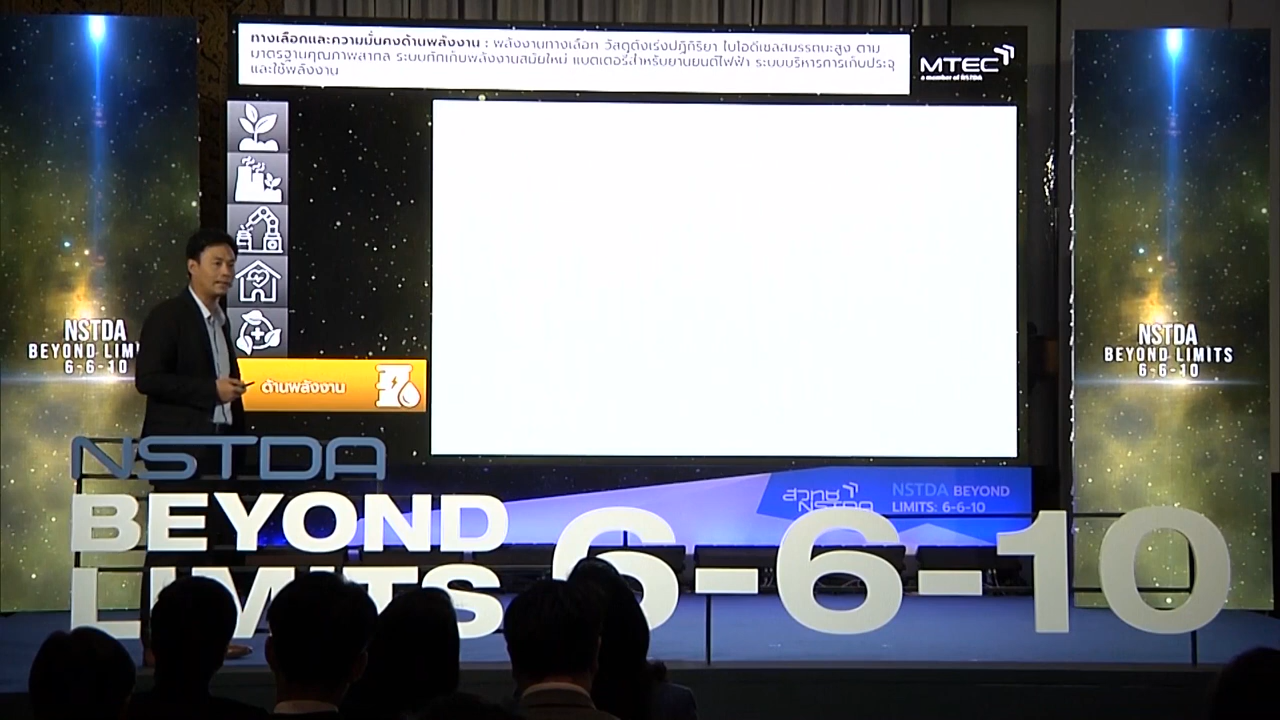 ทางเลือกและความมั่นคงด้านพลังงาน : พลังงานทางเลือก วัสดุตั้งเร่งปฏิกิริยา ไบโอดีเซลสมรรถนะสูง ตาม
มาตรฐานคุณภาพสากล ระบบกักเก็บพลังงานสมัยใหม่ แบตเตอรี่สำหรับยานยนต์ไฟฟ้า ระบบบริหารการเก็บประจุ
และใช้พลังงาน
MTEC
a member of NSTDA
ด้านพลังงาน
NSTDA
BEYOND LIMI
6-6-10
NSTDA
BEYOND LIMITS
6-6-10
สวทช
NSTDA
NSTDA BEYOND
LIMITS: 6-6-10
NSTDA
BEYOND
LIMITS
6-6-10